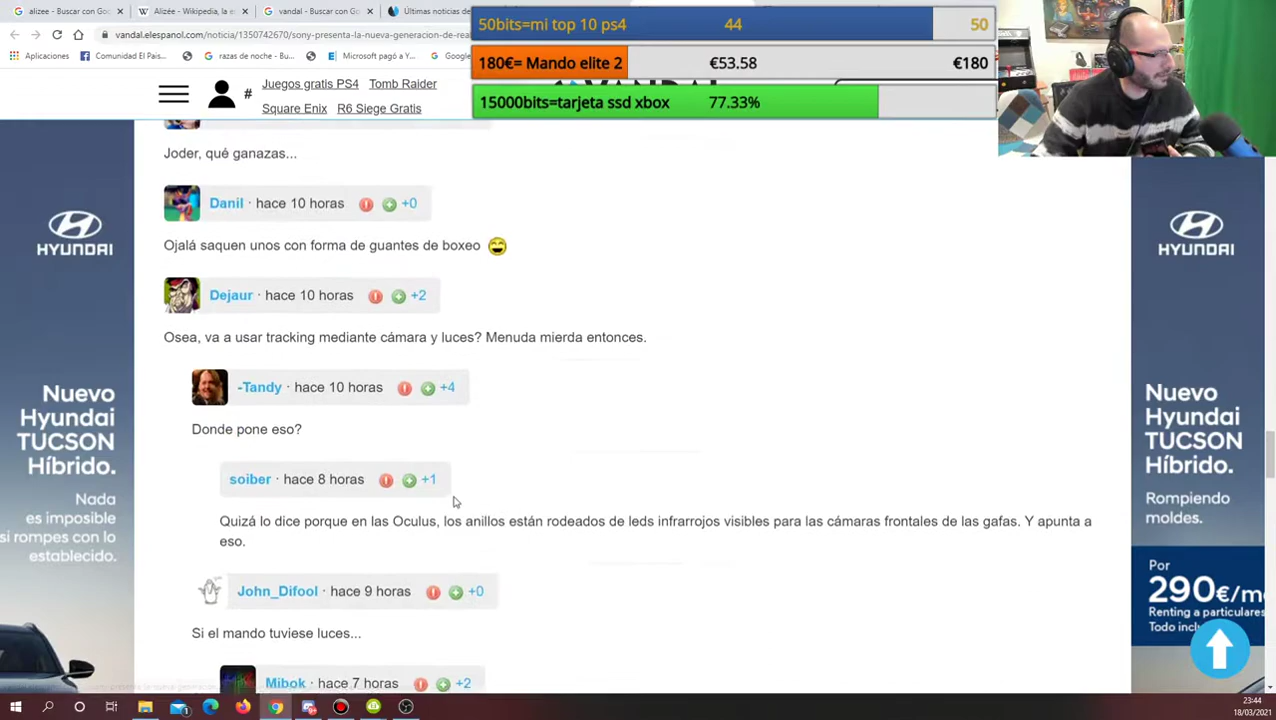 alizee - Buscar con Goo
Alizée - Wikipedia, la es
vandal - Buscar con Goo
Últimas noticias de
vandal.elespanol.com/noticia/1350742670/sony-presenta-la-nueva-generacion-de-rea
Aplicaciones
Comunidad El Pais...
razas de noche - B...
Microsoft pagó a Y...
Google
50bits=mi top 10 ps4 44 50
180€= Mando elite 2 €53.58 €180
15000bits=tarjeta ssd xbox 77.33%
# Juegos gratis PS4 Tomb Raider
Square Enix R6 Siege Gratis
Joder, qué ganazas...
Danil · hace 10 horas +0
Ojalá saquen unos con forma de guantes de boxeo
Dejaur · hace 10 horas +2
Osea, va a usar tracking mediante cámara y luces? Menuda mierda entonces.
-Tandy · hace 10 horas +4
Donde pone eso?
soiber · hace 8 horas +1
Quizá lo dice porque en las Oculus, los anillos están rodeados de leds infrarrojos visibles para las cámaras frontales de las gafas. Y apunta a
eso.
John_Difool · hace 9 horas +0
Si el mando tuviese luces...
Mibok · hace 7 horas +2
HYUNDAI
Nuevo
Hyundai
TUCSON
Híbrido.
Nada
es imposible
si rompes con lo
establecido.
HYUNDAI
Nuevo
Hyundai
TUCSON
Híbrido.
Rompiendo
moldes.
Por
290€/m
Renting a particulares
Todo inclu
23:44
18/03/2021